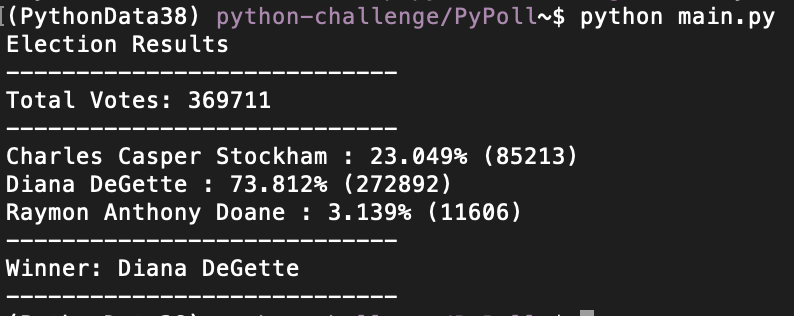 (PythonData38) python-challenge/PyPoll~$ python main.py
Election Results
----------------------------
Total Votes: 369711
----------------------------
Charles Casper Stockham : 23.049% (85213)
Diana DeGette : 73.812% (272892)
Raymon Anthony Doane : 3.139% (11606)
----------------------------
Winner: Diana DeGette
----------------------------